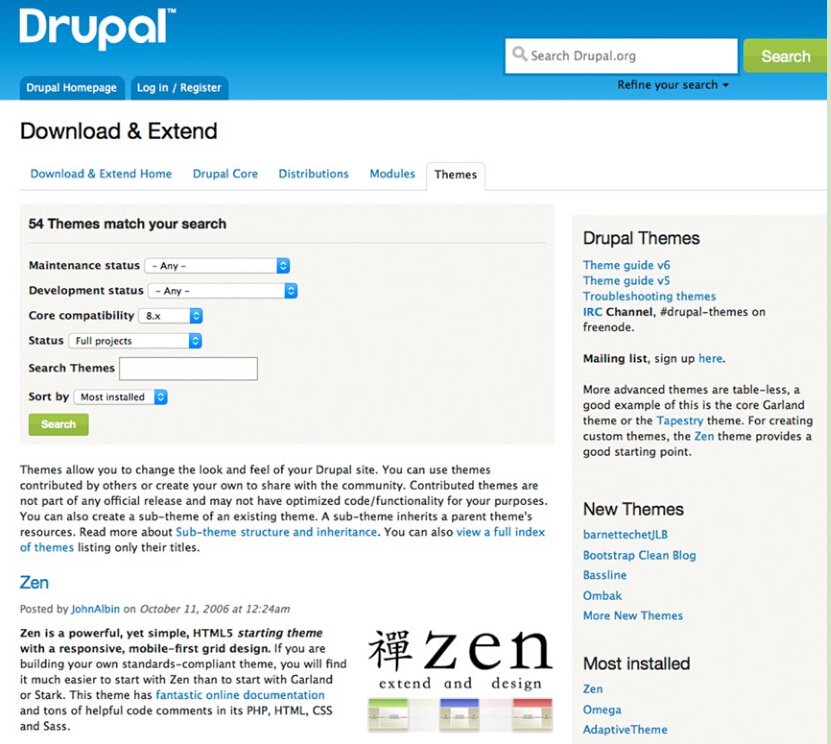 Drupal™
Search Drupal.org
Search
Refine your search
Drupal Homepage
Log in / Register
Download & Extend
Download & Extend Home
Drupal Core
Distributions
Modules
Themes
54 Themes match your search
Maintenance status - Any -
Development status - Any -
Core compatibility 8.x
Status Full projects
Search Themes
Sort by Most installed
Search
Themes allow you to change the look and feel of your Drupal site. You can use themes
contributed by others or create your own to share with the community. Contributed themes are
not part of any official release and may not have optimized code/functionality for your purposes.
You can also create a sub-theme of an existing theme. A sub-theme inherits a parent theme's
resources. Read more about Sub-theme structure and inheritance. You can also view a full index
of themes listing only their titles.
Zen
Posted by JohnAlbin on October 11, 2006 at 12:24am
Zen is a powerful, yet simple, HTML5 starting theme
with a responsive, mobile-first grid design. If you are
building your own standards-compliant theme, you will find
it much easier to start with Zen than to start with Garland
or Stark. This theme has fantastic online documentation
and tons of helpful code comments in its PHP, HTML, CSS
and Sass.
禪 zen
extend and design
Drupal Themes
Theme guide v6
Theme guide v5
Troubleshooting themes
IRC Channel, #drupal-themes on
freenode.
Mailing list, sign up here.
More advanced themes are table-less, a
good example of this is the core Garland
theme or the Tapestry theme. For creating
custom themes, the Zen theme provides a
good starting point.
New Themes
barnettechetJLB
Bootstrap Clean Blog
Bassline
Ombak
More New Themes
Most installed
Zen
Omega
AdaptiveTheme